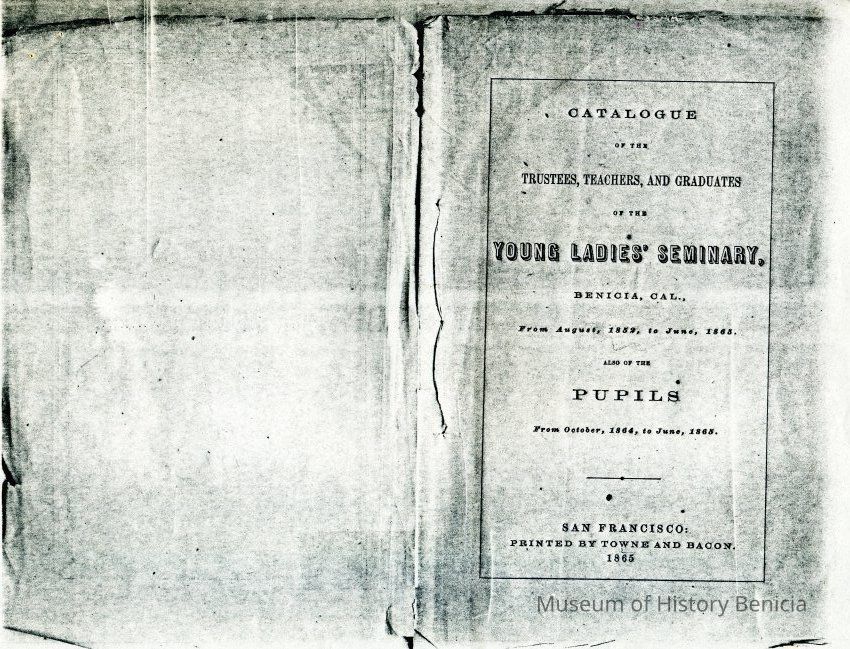 CATALOGUE
OF THE
TRUSTEES, TEACHERS, AND GRADUATES
OF THE
YOUNG LADIES' SEMINARY,
BENICIA, CAL.,
From August, 1852, to June, 1865.
ALSO OF THE
PUPILS
From October, 1864, to June, 1865.
SAN FRANCISCO:
PRINTED BY TOWNE AND BACON.
1865
Museum of History Benicia